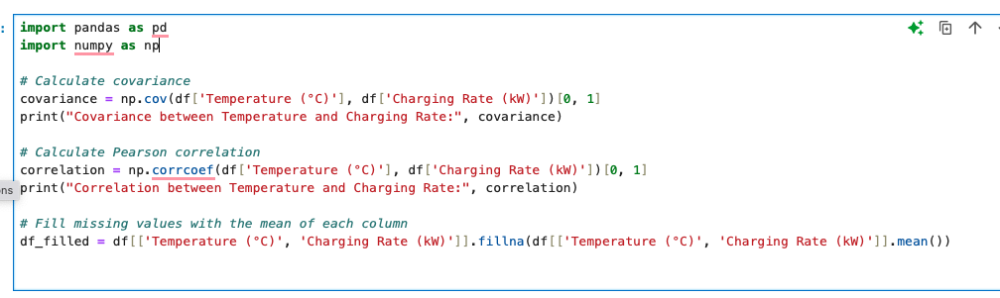 import pandas as pd
import numpy as np
# Calculate covariance
covariance = np.cov(df['Temperature (°C)'], df['Charging Rate (kW)'])[0, 1]
print("Covariance between Temperature and Charging Rate:", covariance)
# Calculate Pearson correlation
correlation = np.corrcoef(df['Temperature (°C)'], df['Charging Rate (kW)'])[0, 1]
ens
print("Correlation between Temperature and Charging Rate:", correlation)
# Fill missing values with the mean of each column
df_filled = df[['Temperature (°C)', 'Charging Rate (kW)']].fillna(df[['Temperature (°C)', 'Charging Rate (kW)']].mean())